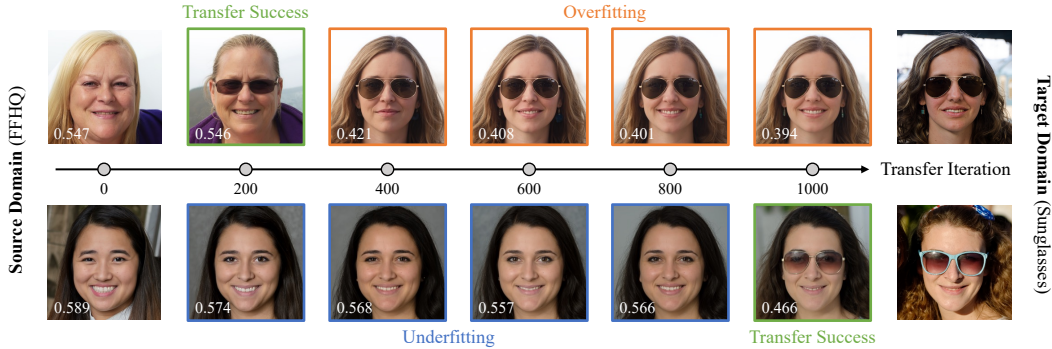 Transfer Success
Overfitting
Source Domain (FFHQ)
0.547
0.546
0.421
0.408
0.401
0.394
Target Domain (Sunglasses)
Transfer Iteration
0
200
400
600
800
1000
0.589
0.574
0.568
0.557
0.566
0.466
Underfitting
Transfer Success